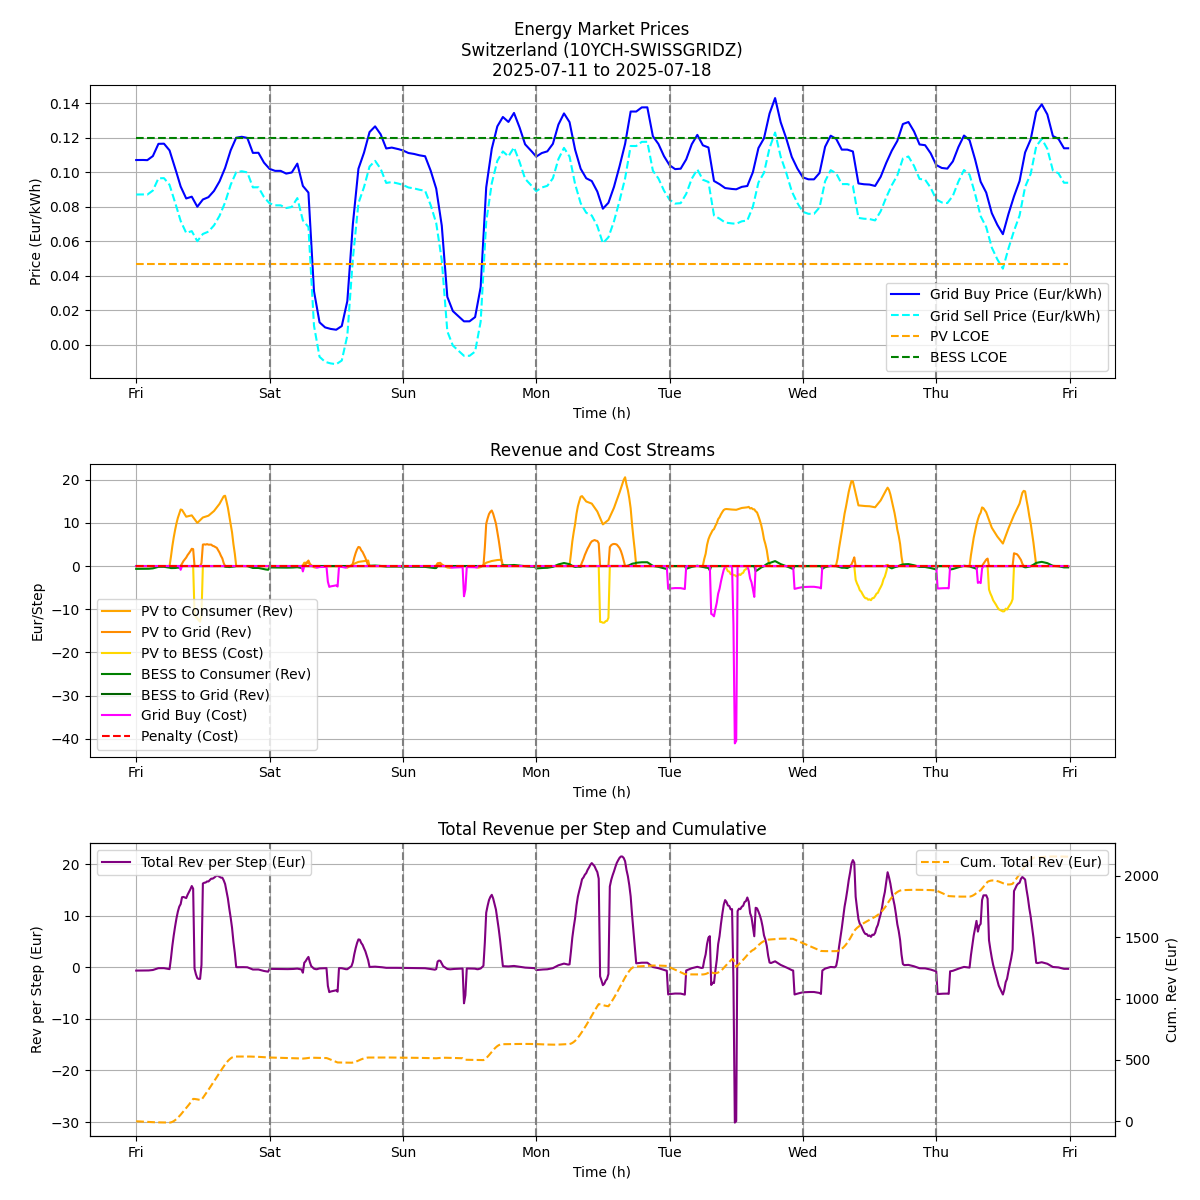 Energy Market Prices
Switzerland (10YCH-SWISSGRIDZ)
2025-07-11 to 2025-07-18
Price (Eur/kWh)
0.14
0.12
0.10
0.08
0.06
0.04
0.02
0.00
Grid Buy Price (Eur/kWh)
Grid Sell Price (Eur/kWh)
PV LCOE
BESS LCOE
Fri Sat Sun Mon Tue Wed Thu Fri
Time (h)
Revenue and Cost Streams
Eur/Step
20
10
0
−10
−20
−30
−40
PV to Consumer (Rev)
PV to Grid (Rev)
PV to BESS (Cost)
BESS to Consumer (Rev)
BESS to Grid (Rev)
Grid Buy (Cost)
Penalty (Cost)
Fri Sat Sun Mon Tue Wed Thu Fri
Time (h)
Total Revenue per Step and Cumulative
Rev per Step (Eur)
20
10
0
−10
−20
−30
Total Rev per Step (Eur)
Cum. Total Rev (Eur)
2000
1500
1000
500
0
Cum. Rev (Eur)
Fri Sat Sun Mon Tue Wed Thu Fri
Time (h)